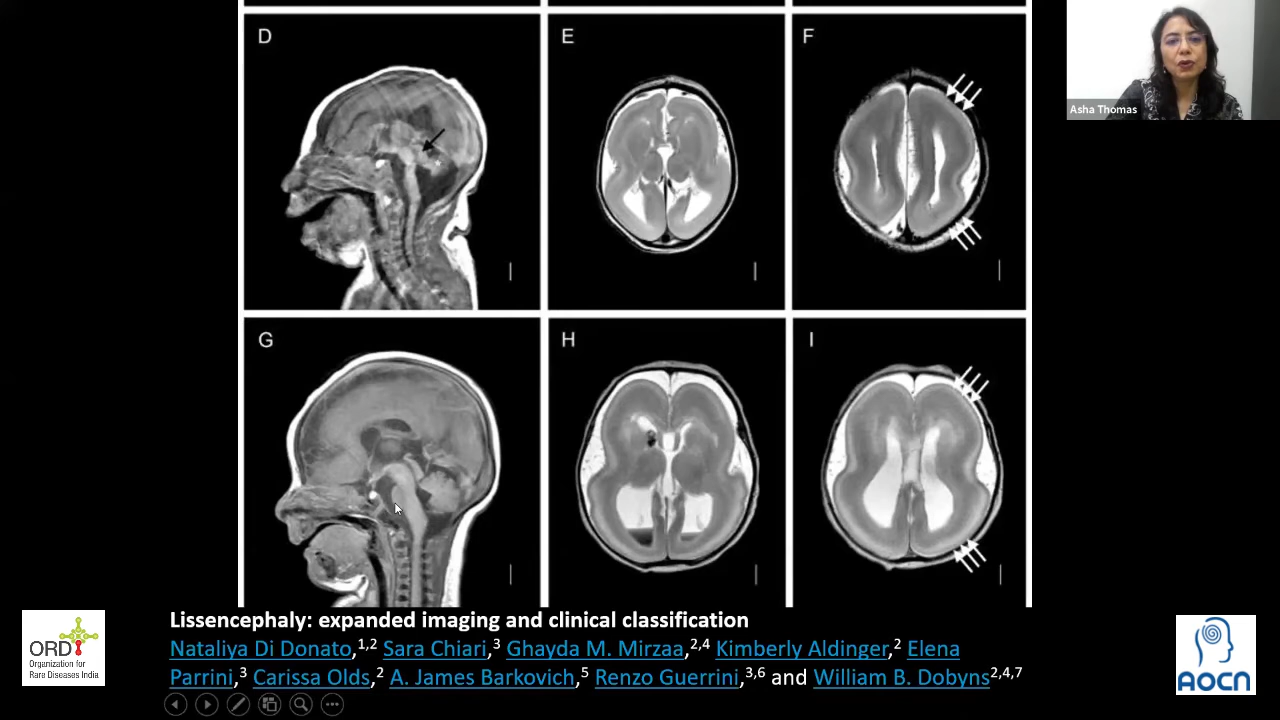 D
E
F
Asha Thomas
G
H
I
Lissencephaly: expanded imaging and clinical classification
Nataliya Di Donato,1,2 Sara Chiari,3 Ghayda M. Mirzaa,2,4 Kimberly Aldinger,2 Elena
Parrini,3 Carissa Olds,2 A. James Barkovich,5 Renzo Guerrini,3,6 and William B. Dobyns2,4,7
ORDI
Organization for
Rare Diseases India
AOCN